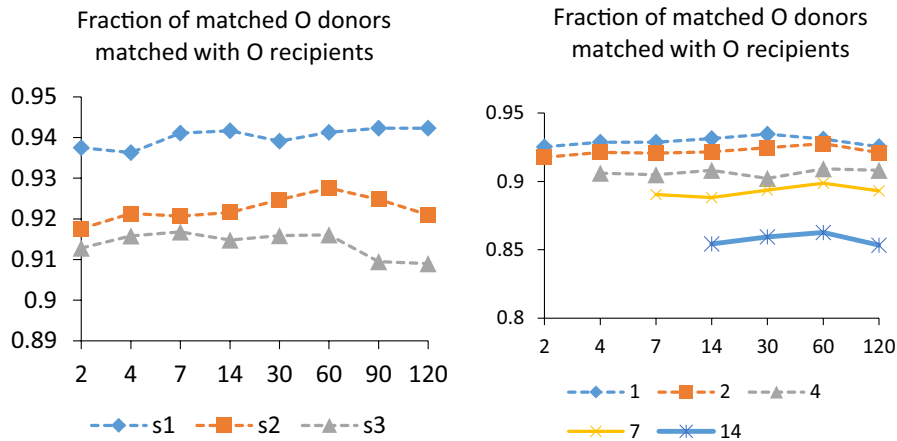 Fraction of matched O donors
matched with O recipients
0.95
0.94
0.93
0.92
0.91
0.9
0.89
2 4 7 14 30 60 90 120
s1 s2 s3
Fraction of matched O donors
matched with O recipients
0.95
0.9
0.85
0.8
2 4 7 14 30 60 120
1 2 4
7 14